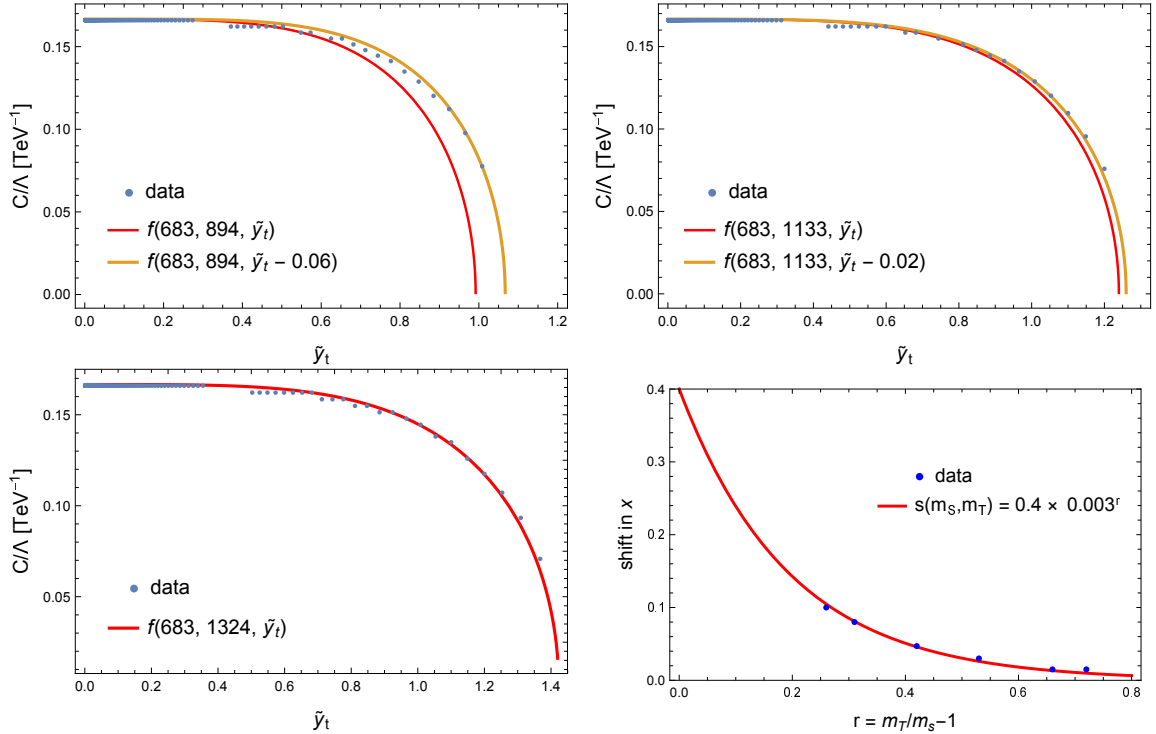 C/Λ [TeV⁻¹]
0.15
0.10
0.05
0.00
data
f(683, 894, ỹₜ)
f(683, 894, ỹₜ − 0.06)
0.0 0.2 0.4 0.6 0.8 1.0 1.2
ỹₜ
C/Λ [TeV⁻¹]
0.15
0.10
0.05
0.00
data
f(683, 1133, ỹₜ)
f(683, 1133, ỹₜ − 0.02)
0.0 0.2 0.4 0.6 0.8 1.0 1.2
ỹₜ
C/Λ [TeV⁻¹]
0.15
0.10
0.05
data
f(683, 1324, ỹₜ)
0.0 0.2 0.4 0.6 0.8 1.0 1.2 1.4
ỹₜ
shift in x
0.4
0.3
0.2
0.1
0.0
data
s(m_S,m_T) = 0.4 × 0.003ʳ
0.0 0.2 0.4 0.6 0.8
r = m_T/m_s−1